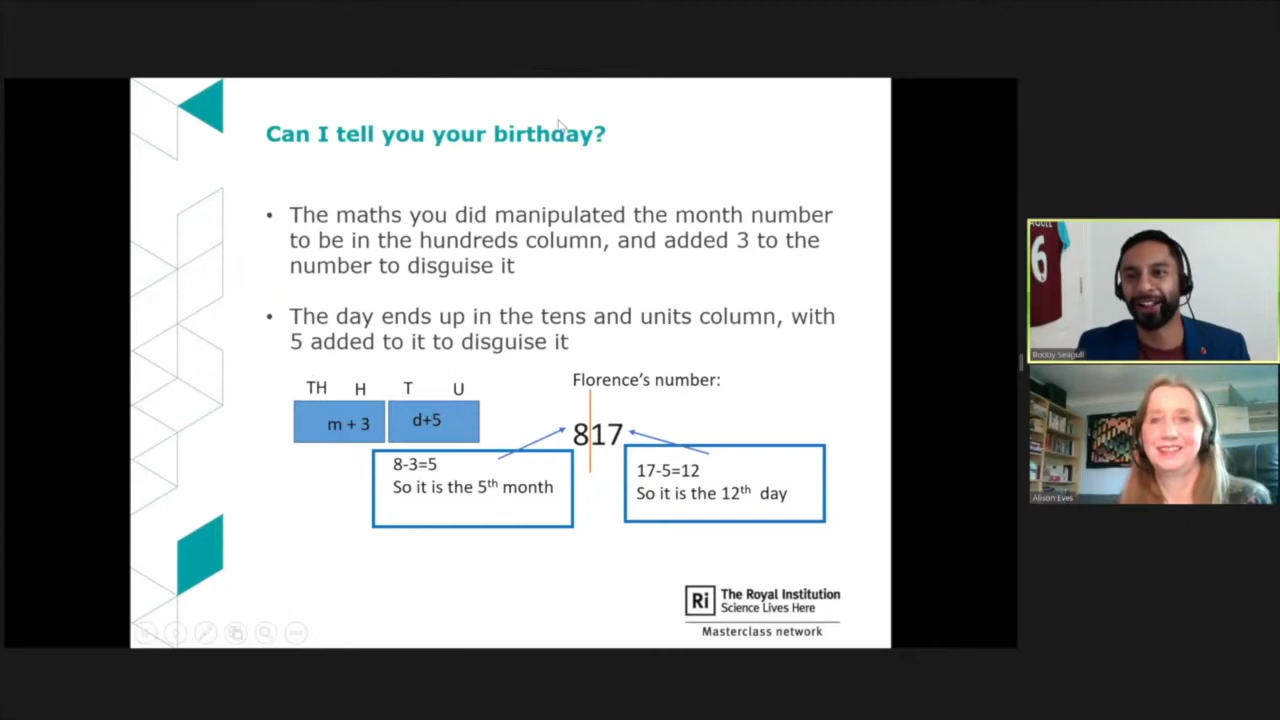 Can I tell you your birthday?
• The maths you did manipulated the month number
to be in the hundreds column, and added 3 to the
number to disguise it
• The day ends up in the tens and units column, with
5 added to it to disguise it
TH H T U
m + 3 d+5
Florence's number:
817
8-3=5
So it is the 5th month
17-5=12
So it is the 12th day
Ri The Royal Institution
Science Lives Here
Masterclass network
6
Bobby Seagull
Alison Eves